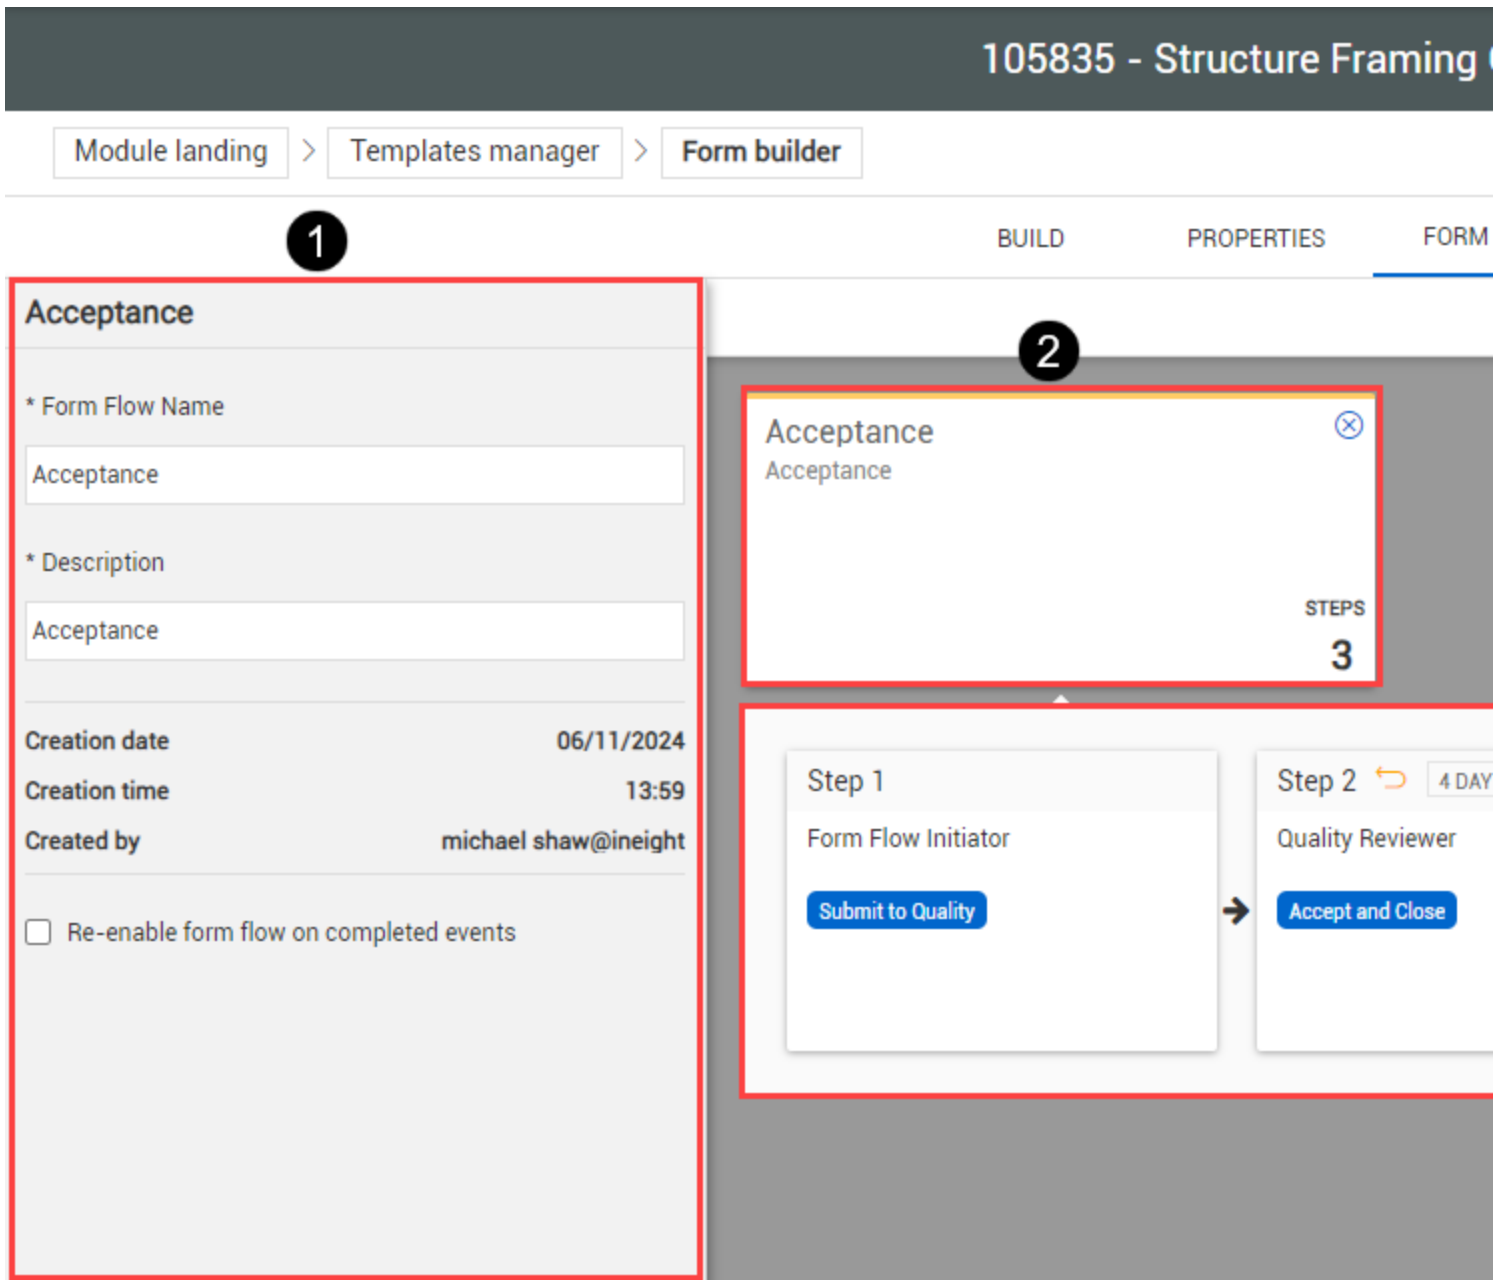 105835 - Structure Framing
Module landing > Templates manager > Form builder
1
BUILD PROPERTIES FORM
Acceptance
2
* Form Flow Name
Acceptance
* Description
Acceptance
Creation date 06/11/2024
Creation time 13:59
Created by michael shaw@ineight
Re-enable form flow on completed events
Acceptance
Acceptance
STEPS
3
Step 1
Form Flow Initiator
Submit to Quality
Step 2 4 DAY
Quality Reviewer
Accept and Close